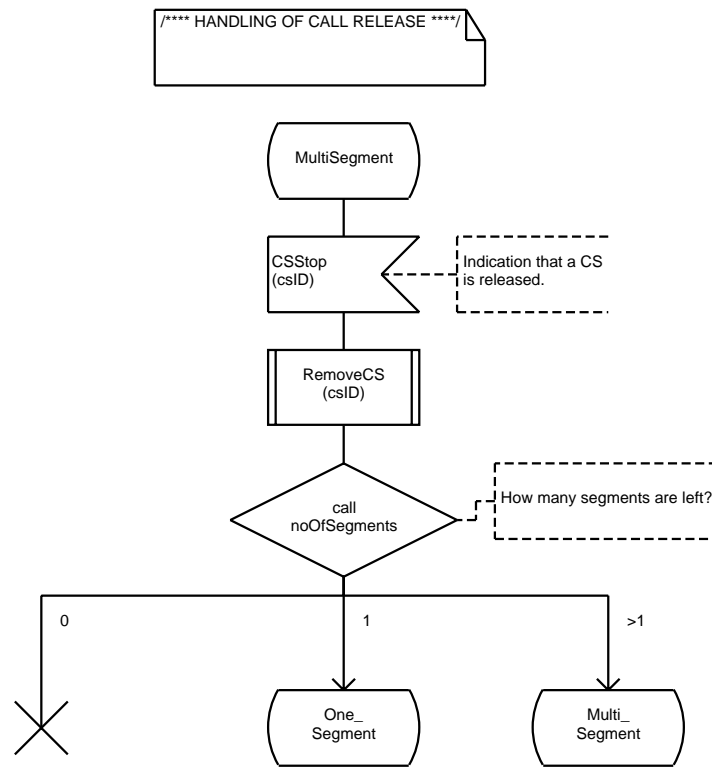 /**** HANDLING OF CALL RELEASE ****/
MultiSegment
CSStop
(csID)
Indication that a CS
is released.
RemoveCS
(csID)
call
noOfSegments
How many segments are left?
0
1
>1
One_
Segment
Multi_
Segment